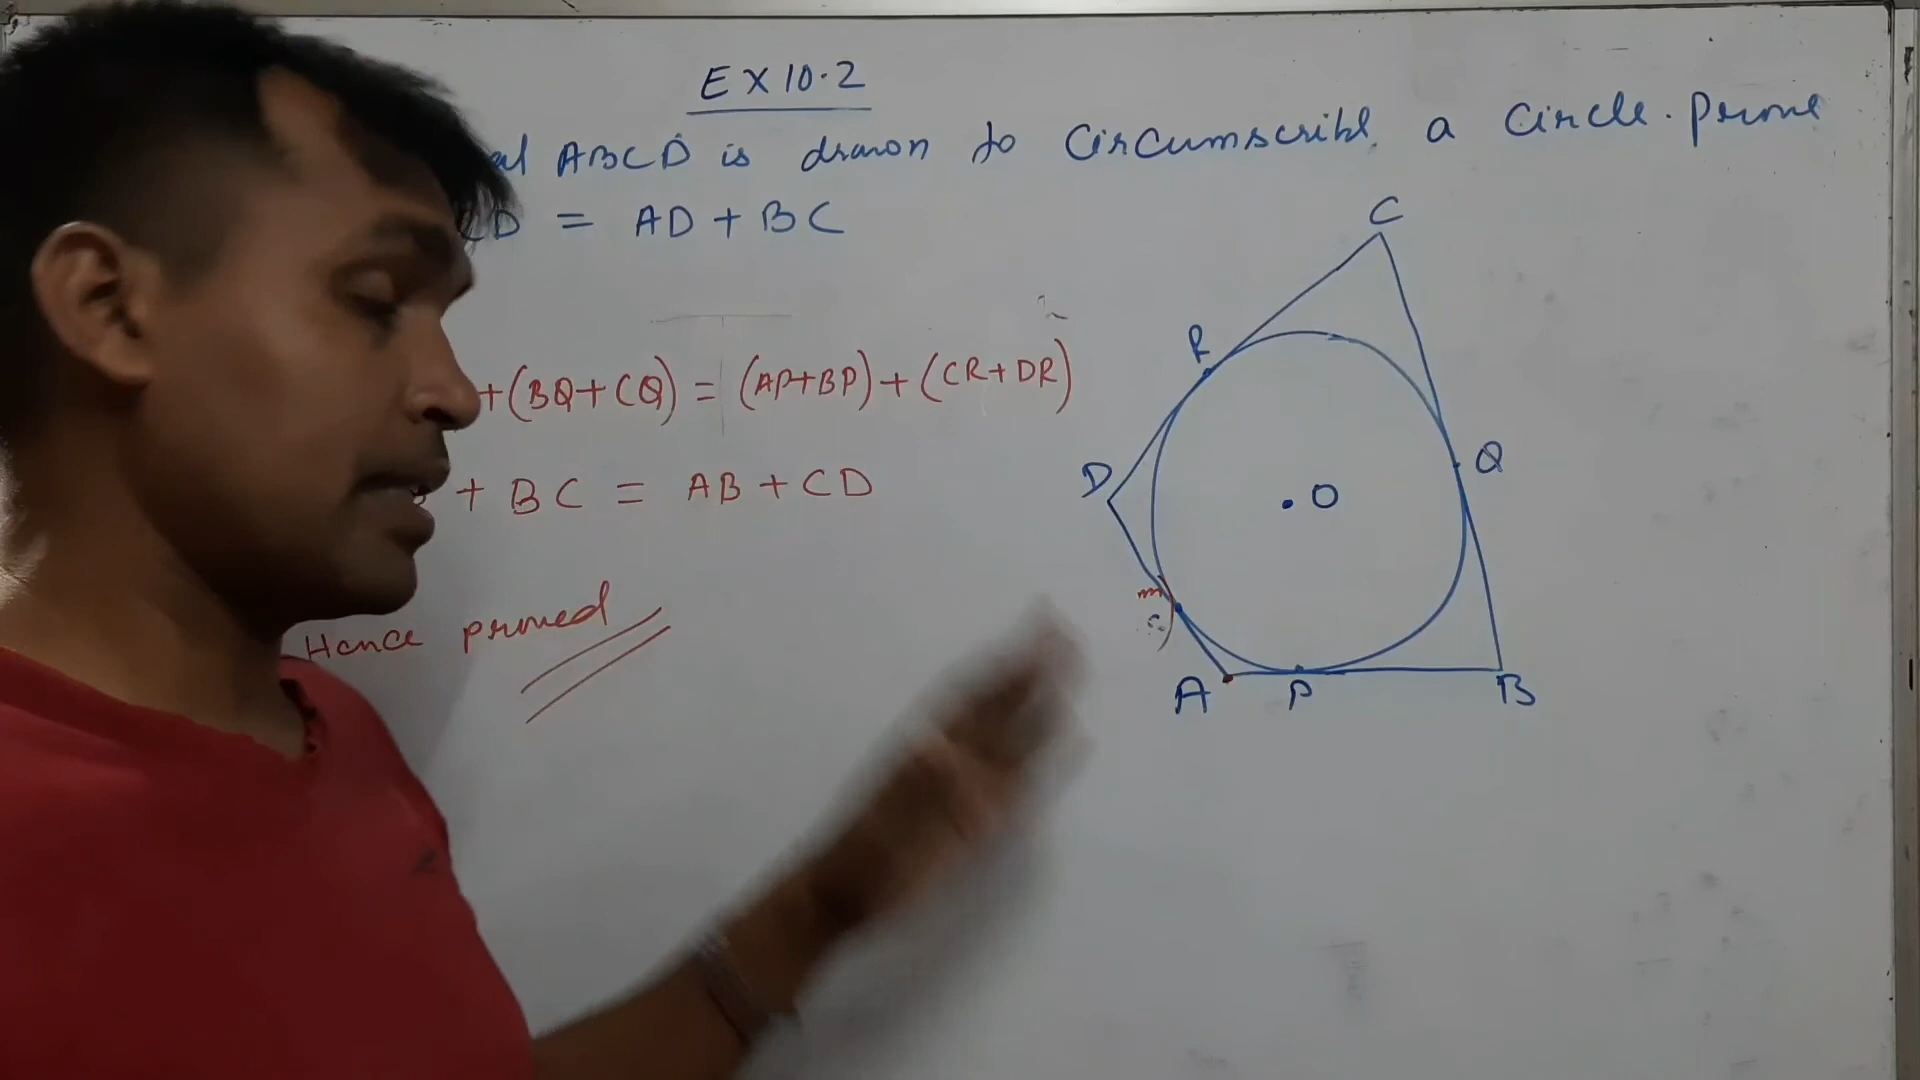 EX 10.2
ABCD is drawn to Circumscribe a Circle. prove
CD = AD + BC
C
R
+(BQ+CQ) = (AP+BP)+(CR+DR)
D
Q
.O
+ BC = AB + CD
Hence proved
A P B